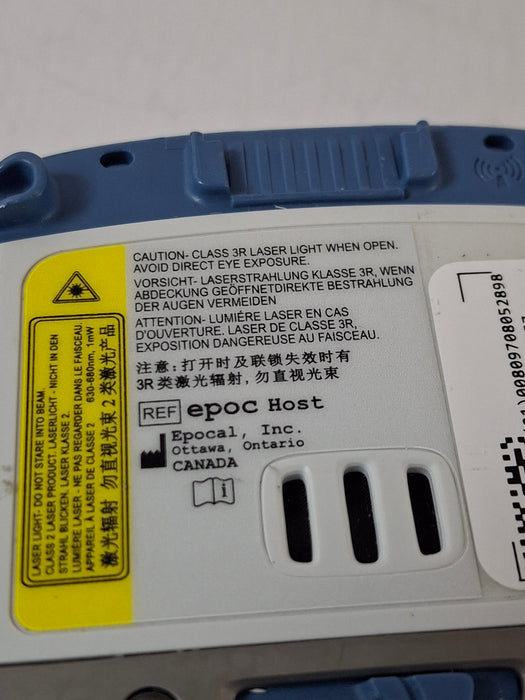 CAUTION- CLASS 3R LASER LIGHT WHEN OPEN.
AVOID DIRECT EYE EXPOSURE.
VORSICHT- LASERSTRAHLUNG KLASSE 3R, WENN
ABDECKUNG GEÖFFNETDIREKTE BESTRAHLUNG
DER AUGEN VERMEIDEN
ATTENTION- LUMIÉRE LASER EN CAS
D'OUVERTURE. LASER DE CLASSE 3R,
EXPOSITION DANGEREUSE AU FAISCEAU.
注意: 打开时及联锁失效时有
3R类激光辐射, 勿直视光束
REF epoc Host
Epocal, Inc.
Ottawa, Ontario
CANADA
LASER LIGHT- DO NOT STARE INTO BEAM.
CLASS 2 LASER PRODUCT. LASERLICHT - NICHT IN DEN
STRAHL BLICKEN. LASER KLASSE 2.
LUMIÈRE LASER - NE PAS REGARDER DANS LE FAISCEAU.
APPAREIL À LASER DE CLASSE 2 630-680nm, 1mW
激光辐射 勿直视光束 2 类激光产品
)00809708052898